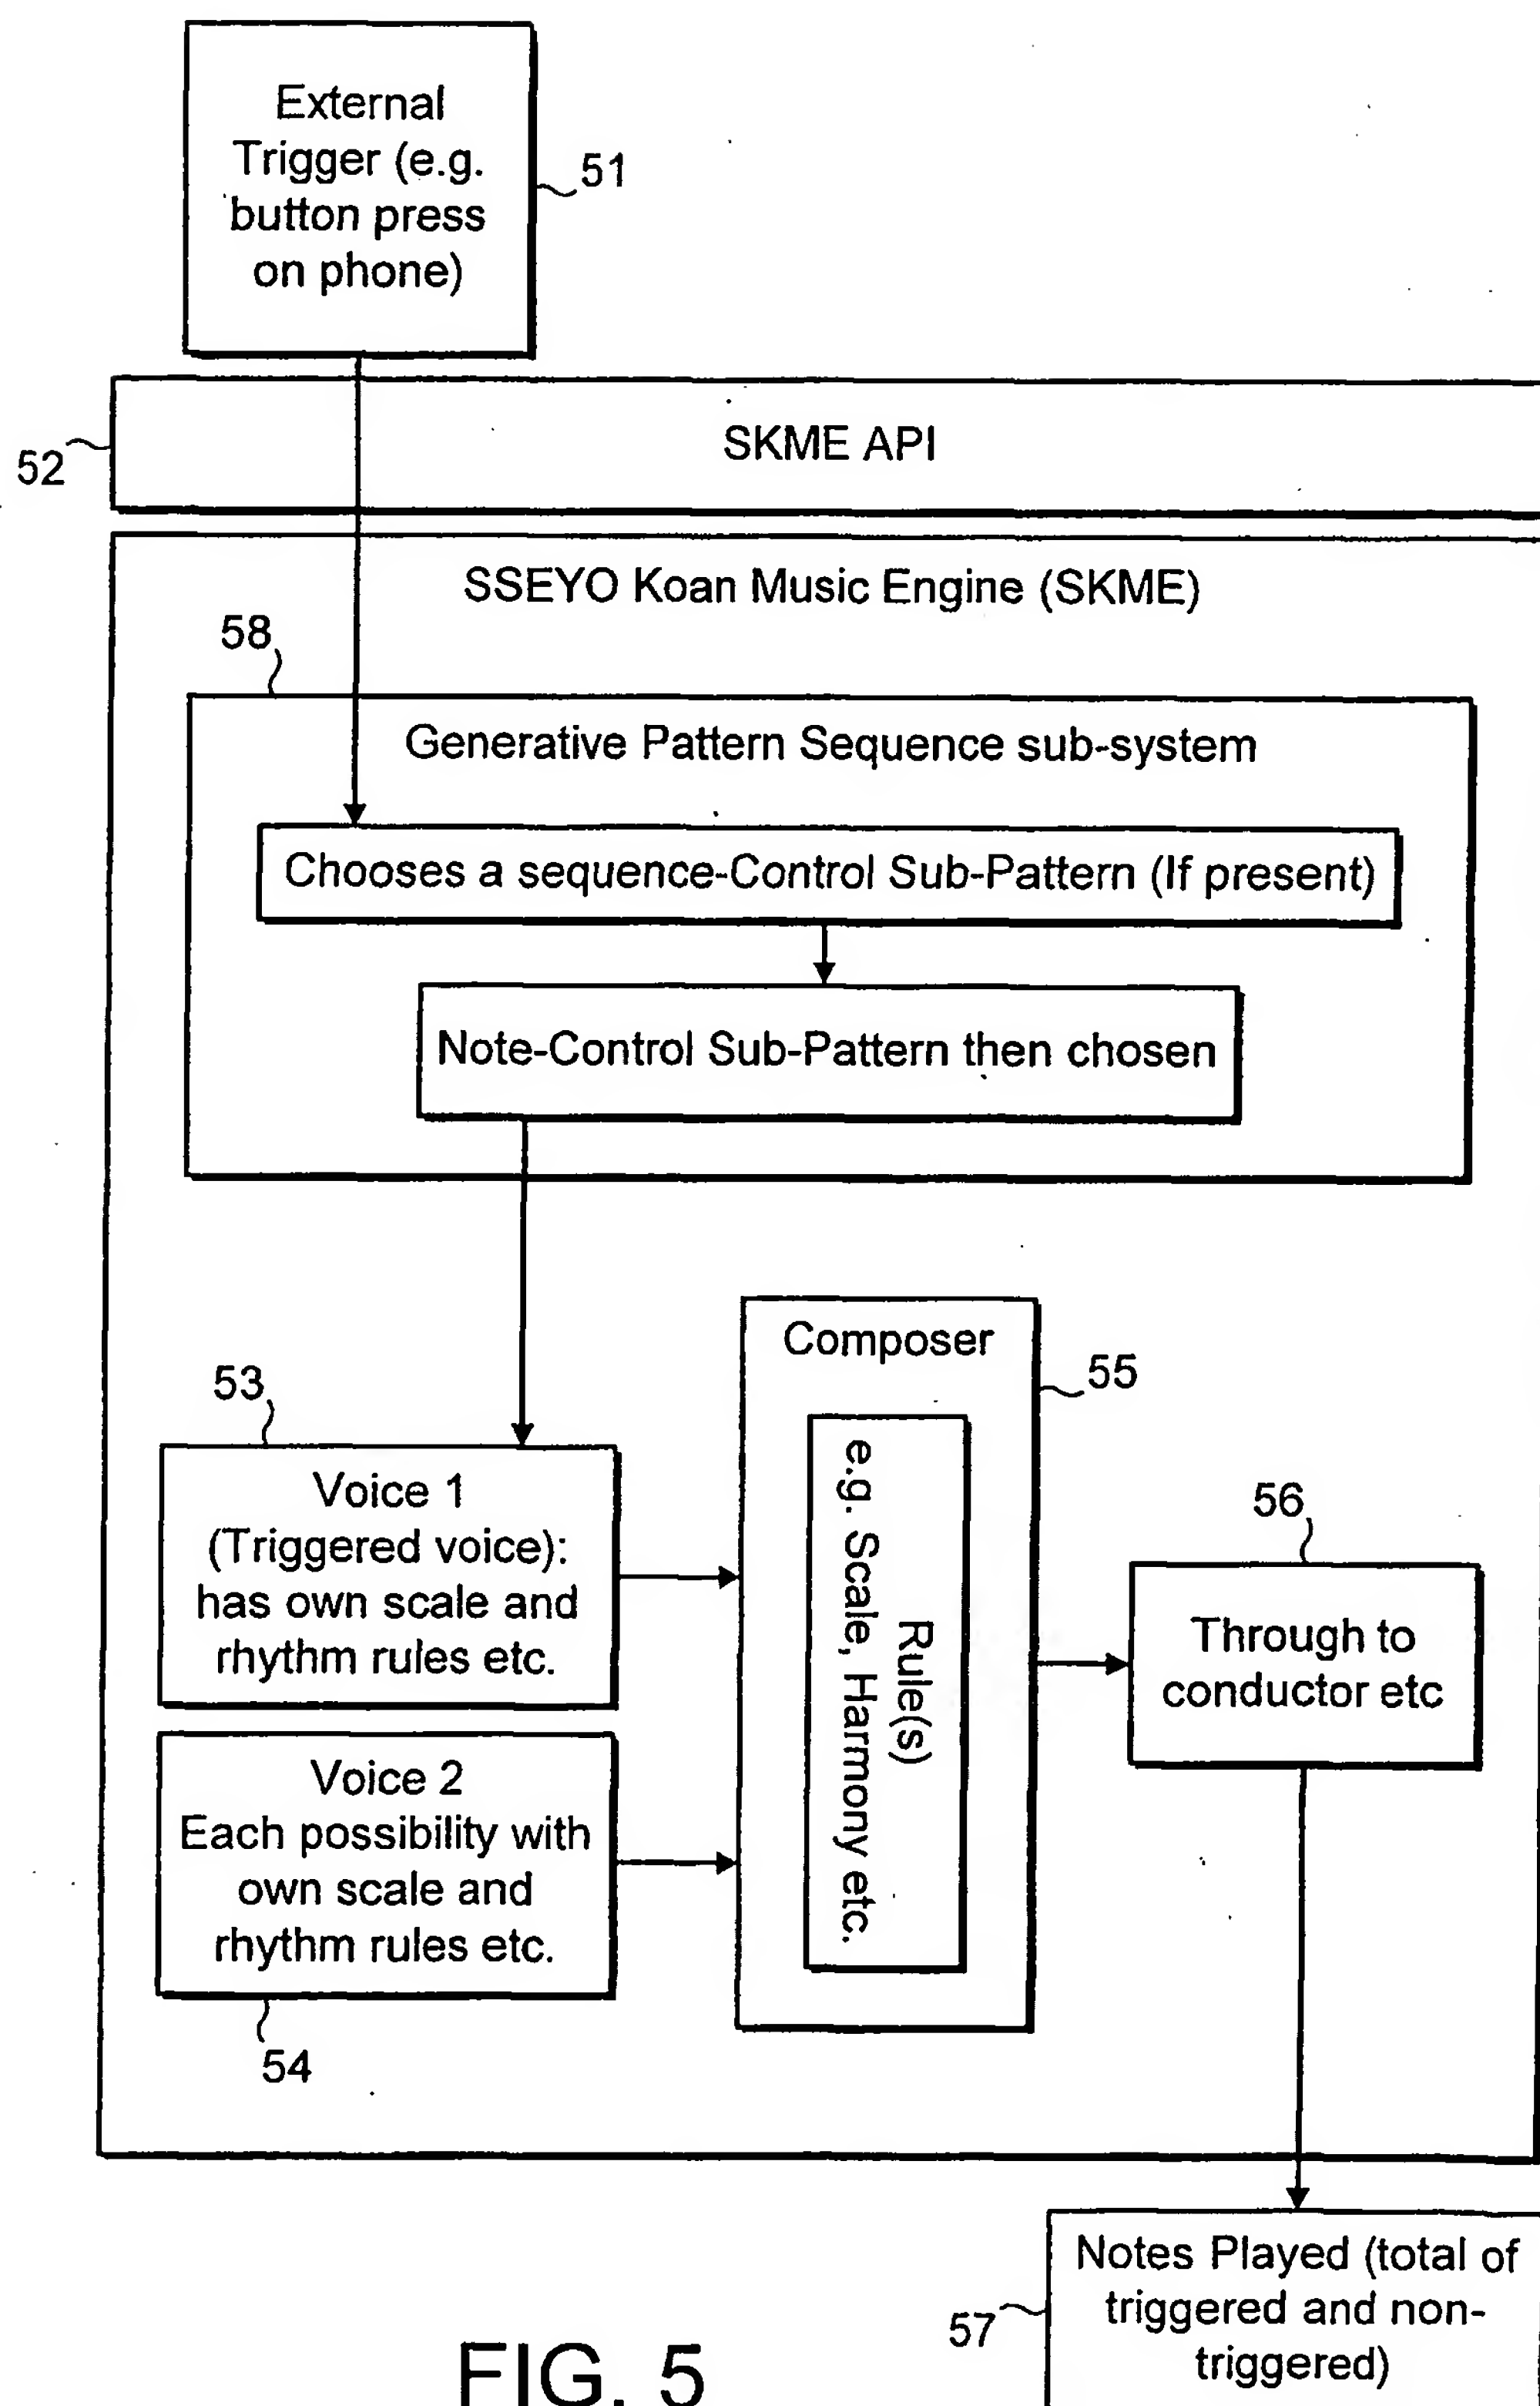 External
Trigger (e.g.
button press
on phone)
51
SKME API
52
SSEYO Koan Music Engine (SKME)
58
Generative Pattern Sequence sub-system
Chooses a sequence-Control Sub-Pattern (If present)
Note-Control Sub-Pattern then chosen
53
Voice 1
(Triggered voice):
has own scale and
rhythm rules etc.
Voice 2
Each possibility with
own scale and
rhythm rules etc.
54
Composer
55
Rule(s)
e.g. Scale, Harmony etc.
56
Through to
conductor etc
Notes Played (total of
triggered and non-
triggered)
57
FIG. 5